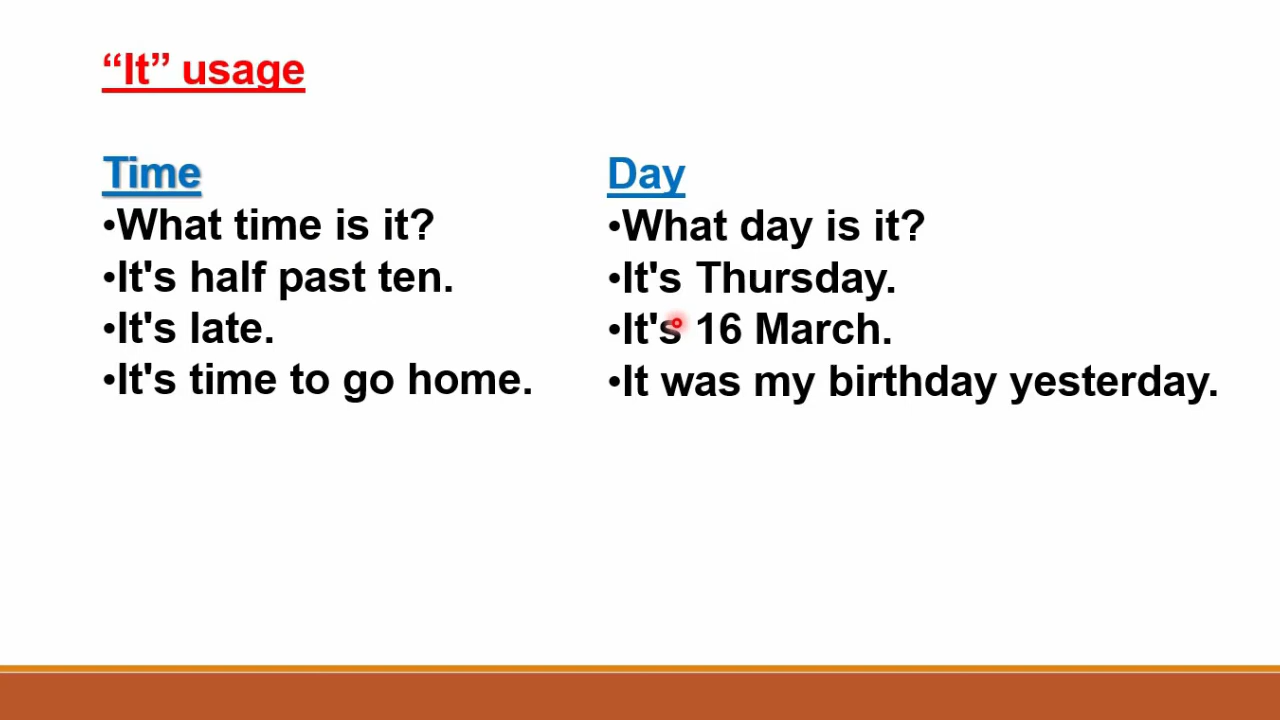 “It” usage
Time
•What time is it?
•It's half past ten.
•It's late.
•It's time to go home.
Day
•What day is it?
•It's Thursday.
•It's 16 March.
•It was my birthday yesterday.